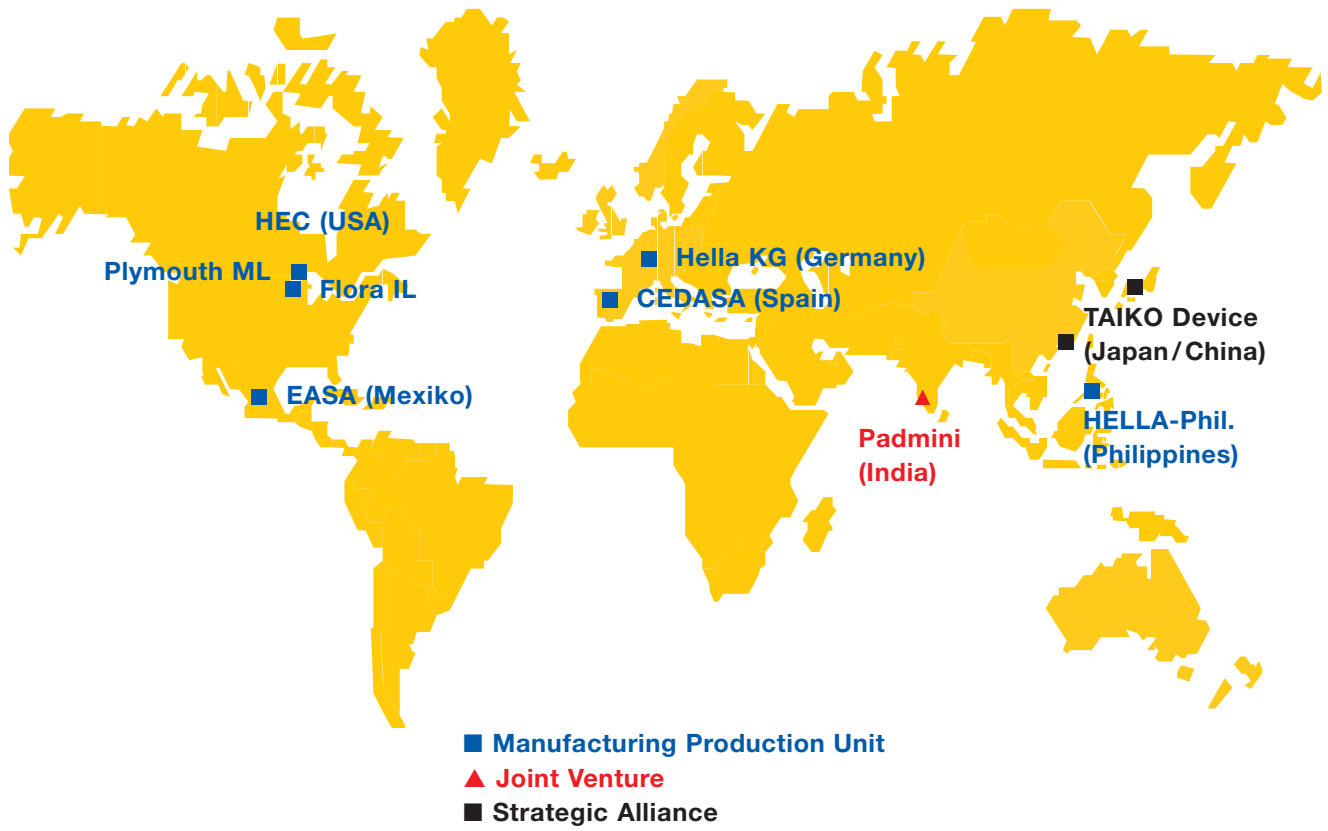 HEC (USA)
Plymouth ML
Flora IL
Hella KG (Germany)
CEDASA (Spain)
TAIKO Device
(Japan/China)
EASA (Mexiko)
HELLA-Phil.
(Philippines)
Padmini
(India)
Manufacturing Production Unit
Joint Venture
Strategic Alliance